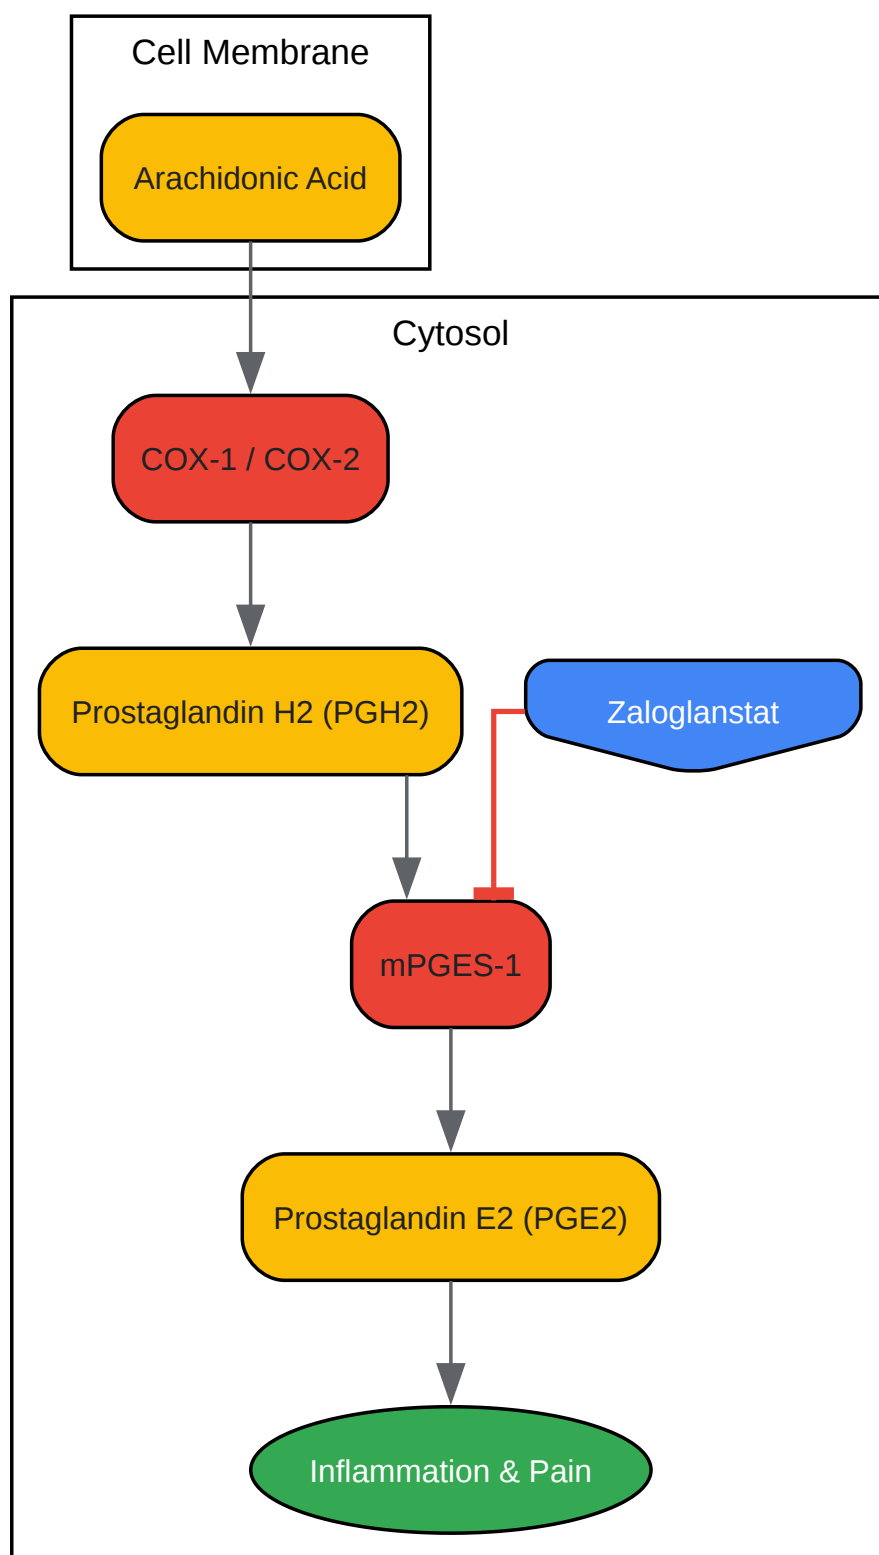 Cell Membrane
Arachidonic Acid
Cytosol
COX-1 / COX-2
Prostaglandin H2 (PGH2)
Zaloglanstat
mPGES-1
Prostaglandin E2 (PGE2)
Inflammation & Pain